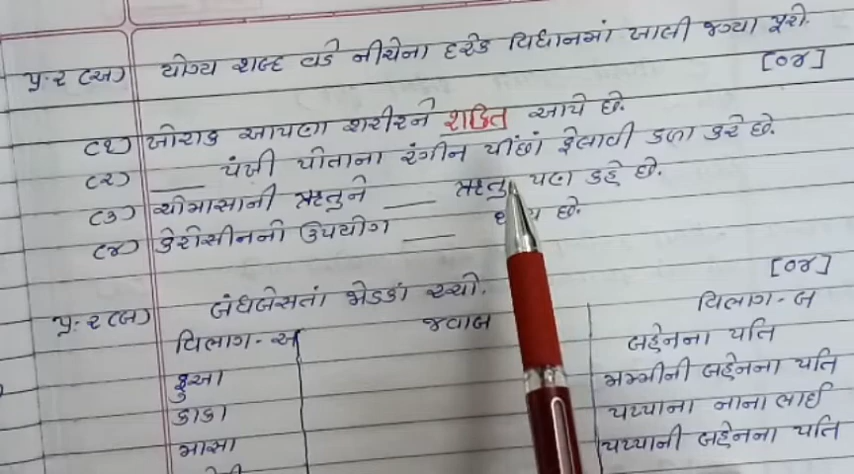 પ્ર.૨ (અ) યોગ્ય શબ્દ વડે નીચેના દરેક વિધાનમાં ખાલી જગ્યા પૂરો.
[૦૪]
(૧) ખોરાક આપણા શરીરને શક્તિ આપે છે.
(૨) ___ પંખી પોતાના રંગીન પીંછાં ફેલાવી કળા કરે છે.
(૩) ચોમાસાની ઋતુને ___ ઋતુ પણ કહે છે.
(૪) કેરોસીનનો ઉપયોગ ___ છે.
[૦૪]
પ્ર.૨ (બ) બંધબેસતાં જોડકાં રચો.
વિભાગ - અ જવાબ વિભાગ - બ
ફુઆ બહેનના પતિ
કાકા મમ્મીની બહેનના પતિ
માસા પપ્પાના નાના ભાઈ
પપ્પાની બહેનના પતિ